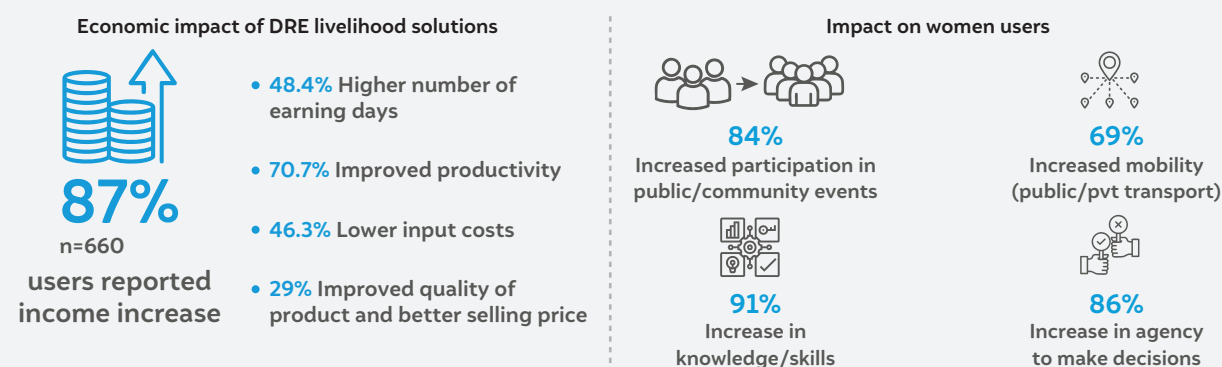 Economic impact of DRE livelihood solutions
87%
n=660
users reported
income increase
• 48.4% Higher number of
earning days
• 70.7% Improved productivity
• 46.3% Lower input costs
• 29% Improved quality of
product and better selling price
Impact on women users
84%
Increased participation in
public/community events
69%
Increased mobility
(public/pvt transport)
91%
Increase in
knowledge/skills
86%
Increase in agency
to make decisions